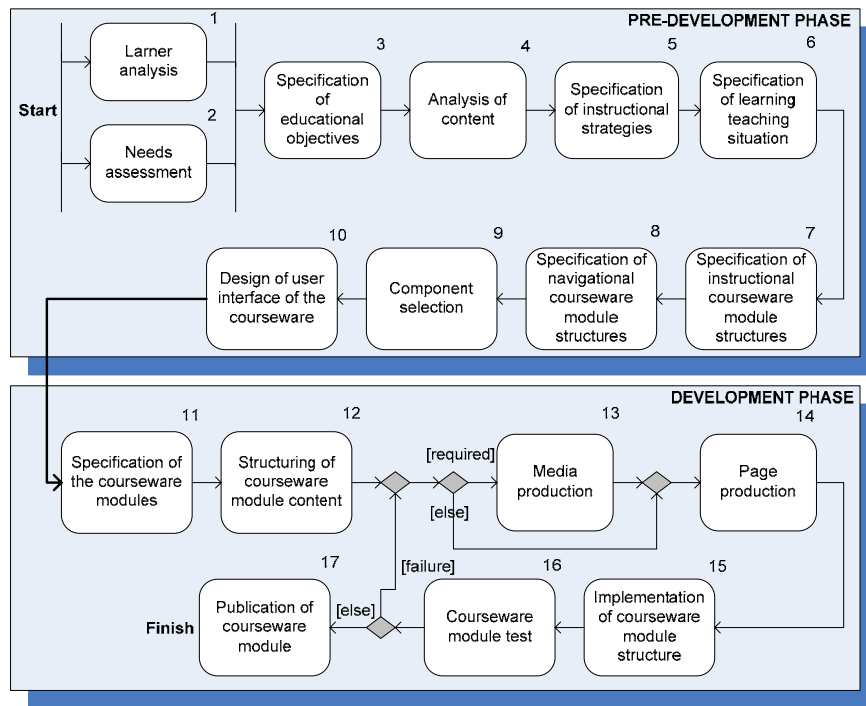 PRE-DEVELOPMENT PHASE
Start
1
Larner
analysis
2
Needs
assessment
3
Specification
of
educational
objectives
4
Analysis of
content
5
Specification
of instructional
strategies
6
Specification
of learning
teaching
situation
7
Specification of
instructional
courseware
module
structures
8
Specification of
navigational
courseware
module
structures
9
Component
selection
10
Design of user
interface of the
courseware
DEVELOPMENT PHASE
11
Specification of
the courseware
modules
12
Structuring of
courseware
module content
[required]
[else]
13
Media
production
14
Page
production
15
Implementation
of courseware
module
structure
16
Courseware
module test
[failure]
[else]
17
Publication of
courseware
module
Finish